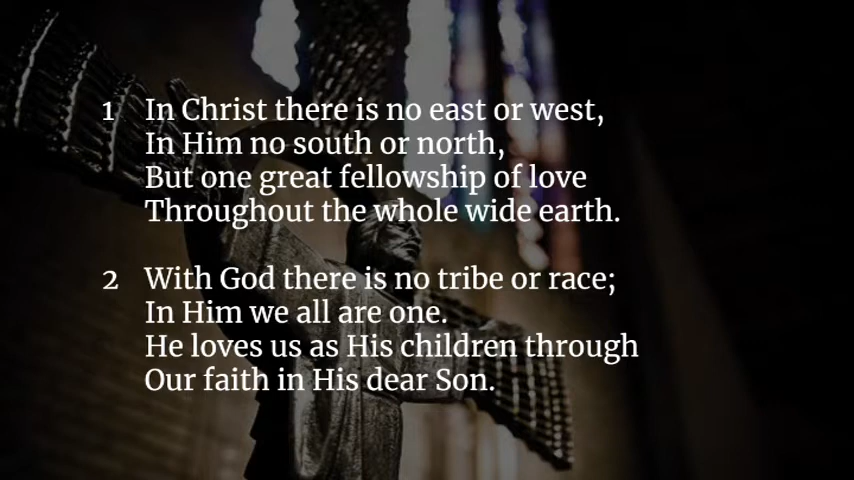 1 In Christ there is no east or west,
In Him no south or north,
But one great fellowship of love
Throughout the whole wide earth.
2 With God there is no tribe or race;
In Him we all are one.
He loves us as His children through
Our faith in His dear Son.